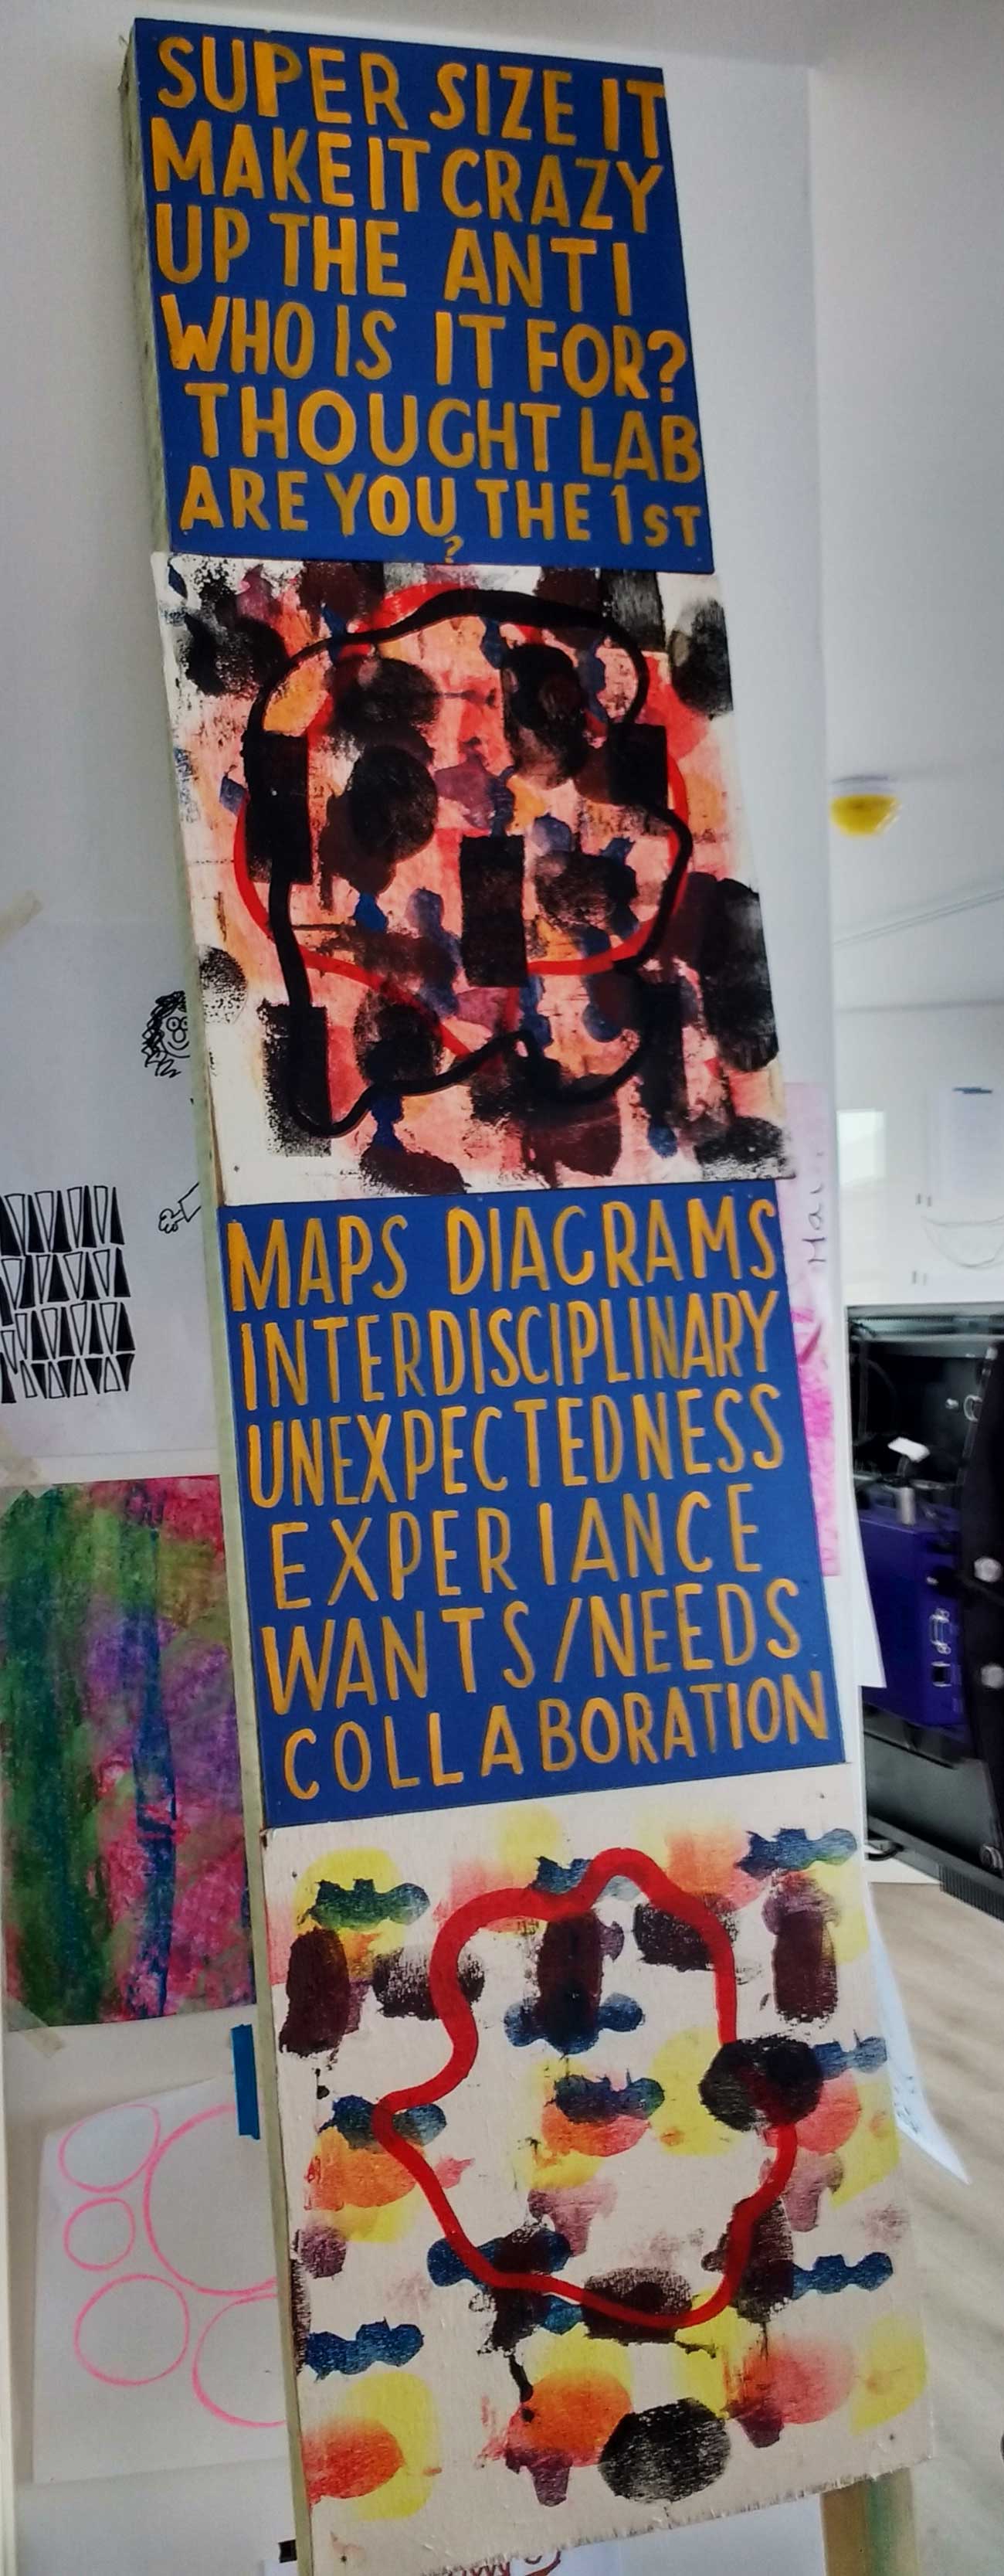 SUPER SIZE IT
MAKE IT CRAZY
UP THE ANTI
WHO IS IT FOR?
THOUGHT LAB
ARE YOU THE 1ST
?
MAPS DIAGRAMS
INTERDISCIPLINARY
UNEXPECTEDNESS
EXPERIANCE
WANTS/NEEDS
COLLABORATION